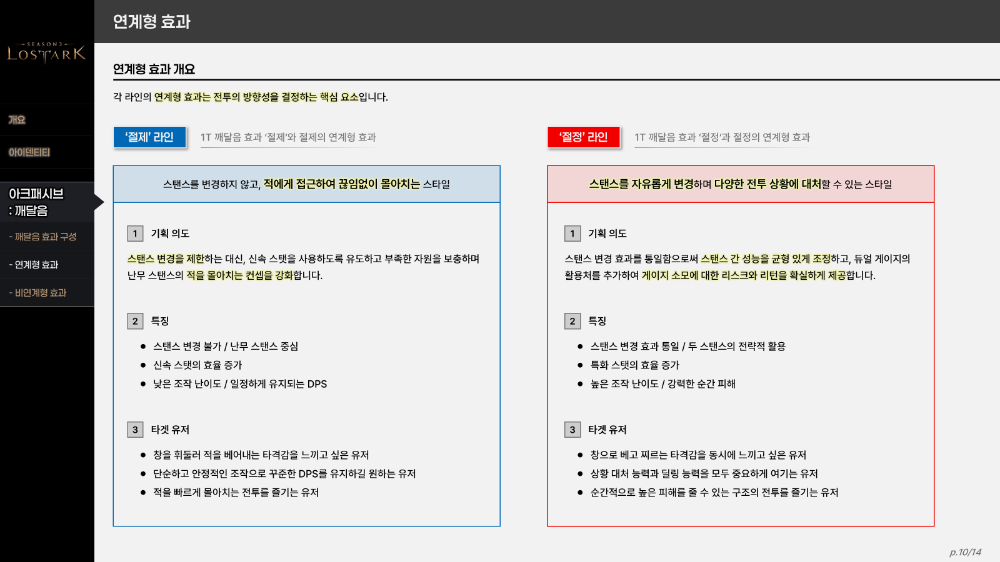 연계형 효과
SEASON3
LOSTARK
개요
아이덴티티
아크패시브
: 깨달음
- 깨달음 효과 구성
- 연계형 효과
- 비연계형 효과
연계형 효과 개요
각 라인의 연계형 효과는 전투의 방향성을 결정하는 핵심 요소입니다.
‘절제’ 라인
1T 깨달음 효과 ‘절제’와 절제의 연계형 효과
스탠스를 변경하지 않고, 적에게 접근하여 끊임없이 몰아치는 스타일
1 기획 의도
스탠스 변경을 제한하는 대신, 신속 스탯을 사용하도록 유도하고 부족한 자원을 보충하며
난무 스탠스의 적을 몰아치는 컨셉을 강화합니다.
2 특징
● 스탠스 변경 불가 / 난무 스탠스 중심
● 신속 스탯의 효율 증가
● 낮은 조작 난이도 / 일정하게 유지되는 DPS
3 타겟 유저
● 창을 휘둘러 적을 베어내는 타격감을 느끼고 싶은 유저
● 단순하고 안정적인 조작으로 꾸준한 DPS를 유지하길 원하는 유저
● 적을 빠르게 몰아치는 전투를 즐기는 유저
‘절정’ 라인
1T 깨달음 효과 ‘절정’과 절정의 연계형 효과
스탠스를 자유롭게 변경하며 다양한 전투 상황에 대처할 수 있는 스타일
1 기획 의도
스탠스 변경 효과를 통일함으로써 스탠스 간 성능을 균형 있게 조정하고, 듀얼 게이지의
활용처를 추가하여 게이지 소모에 대한 리스크와 리턴을 확실하게 제공합니다.
2 특징
● 스탠스 변경 효과 통일 / 두 스탠스의 전략적 활용
● 특화 스탯의 효율 증가
● 높은 조작 난이도 / 강력한 순간 피해
3 타겟 유저
● 창으로 베고 찌르는 타격감을 동시에 느끼고 싶은 유저
● 상황 대처 능력과 딜링 능력을 모두 중요하게 여기는 유저
● 순간적으로 높은 피해를 줄 수 있는 구조의 전투를 즐기는 유저
p.10/14